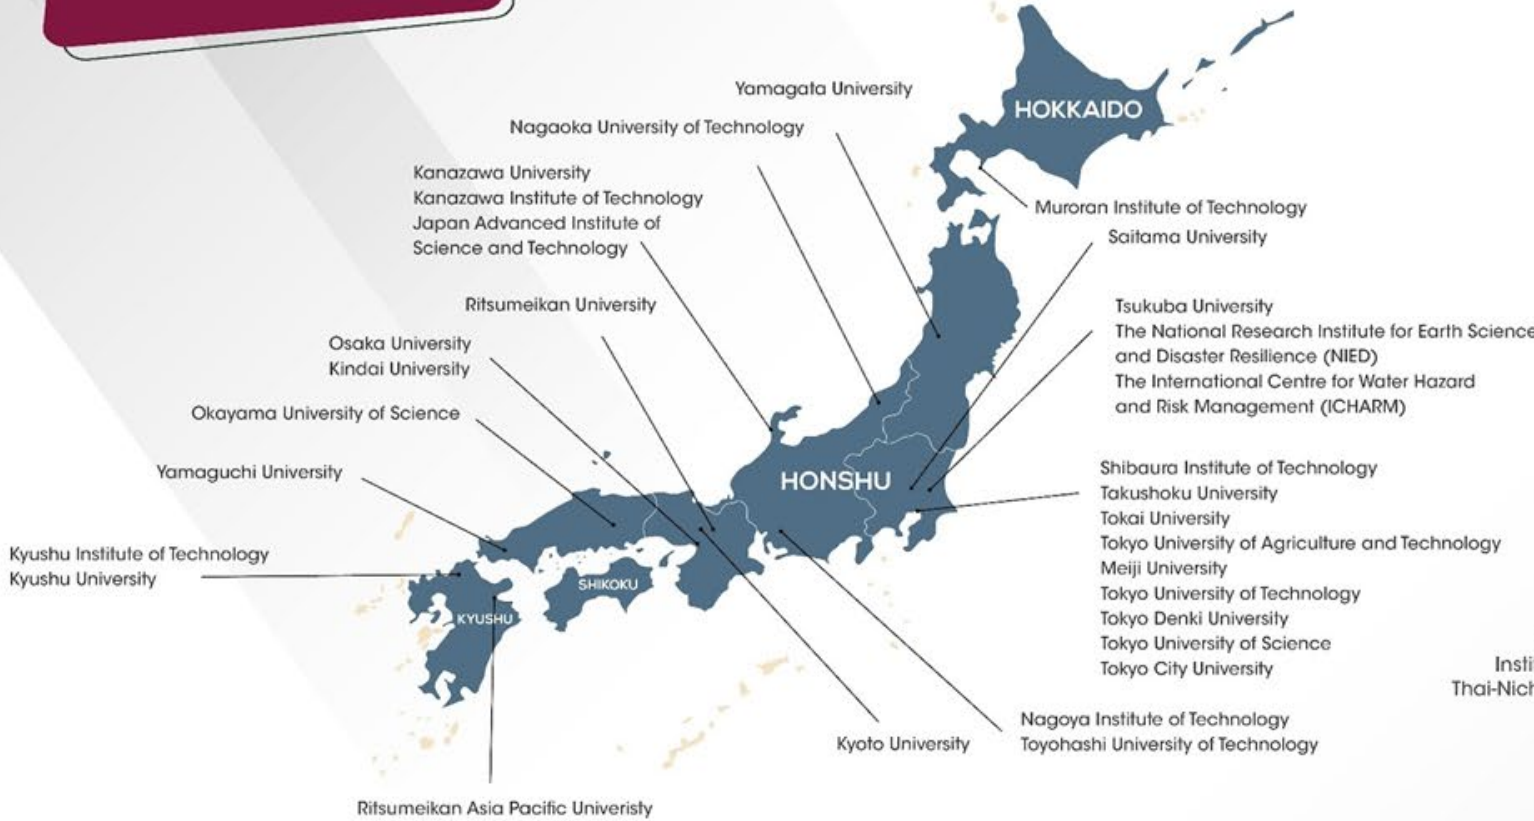 Yamagata University
HOKKAIDO
Nagaoka University of Technology
Kanazawa University
Kanazawa Institute of Technology
Japan Advanced Institute of
Science and Technology
Muroran Institute of Technology
Saitama University
Ritsumeikan University
Osaka University
Kindai University
Okayama University of Science
Yamaguchi University
Tsukuba University
The National Research Institute for Earth Science
and Disaster Resilience (NIED)
The International Centre for Water Hazard
and Risk Management (ICHARM)
HONSHU
Shibaura Institute of Technology
Takushoku University
Tokai University
Tokyo University of Agriculture and Technology
Meiji University
Tokyo University of Technology
Tokyo Denki University
Tokyo University of Science
Tokyo City University
Kyushu Institute of Technology
Kyushu University
SHIKOKU
KYUSHU
Kyoto University
Nagoya Institute of Technology
Toyohashi University of Technology
Ritsumeikan Asia Pacific Univeristy